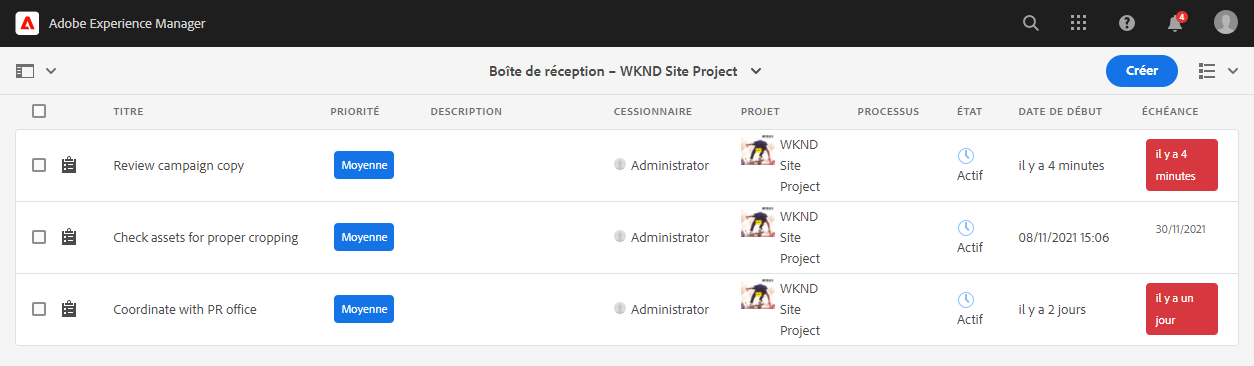 Adobe Experience Manager
4
Boîte de réception – WKND Site Project
Créer
TITRE PRIORITÉ DESCRIPTION CESSIONNAIRE PROJET PROCESSUS ÉTAT DATE DE DÉBUT ÉCHÉANCE
Review campaign copy
Moyenne
Administrator
WKND
Site
Project
Actif
il y a 4 minutes
il y a 4
minutes
Check assets for proper cropping
Moyenne
Administrator
WKND
Site
Project
Actif
08/11/2021 15:06
30/11/2021
Coordinate with PR office
Moyenne
Administrator
WKND
Site
Project
Actif
il y a 2 jours
il y a un
jour